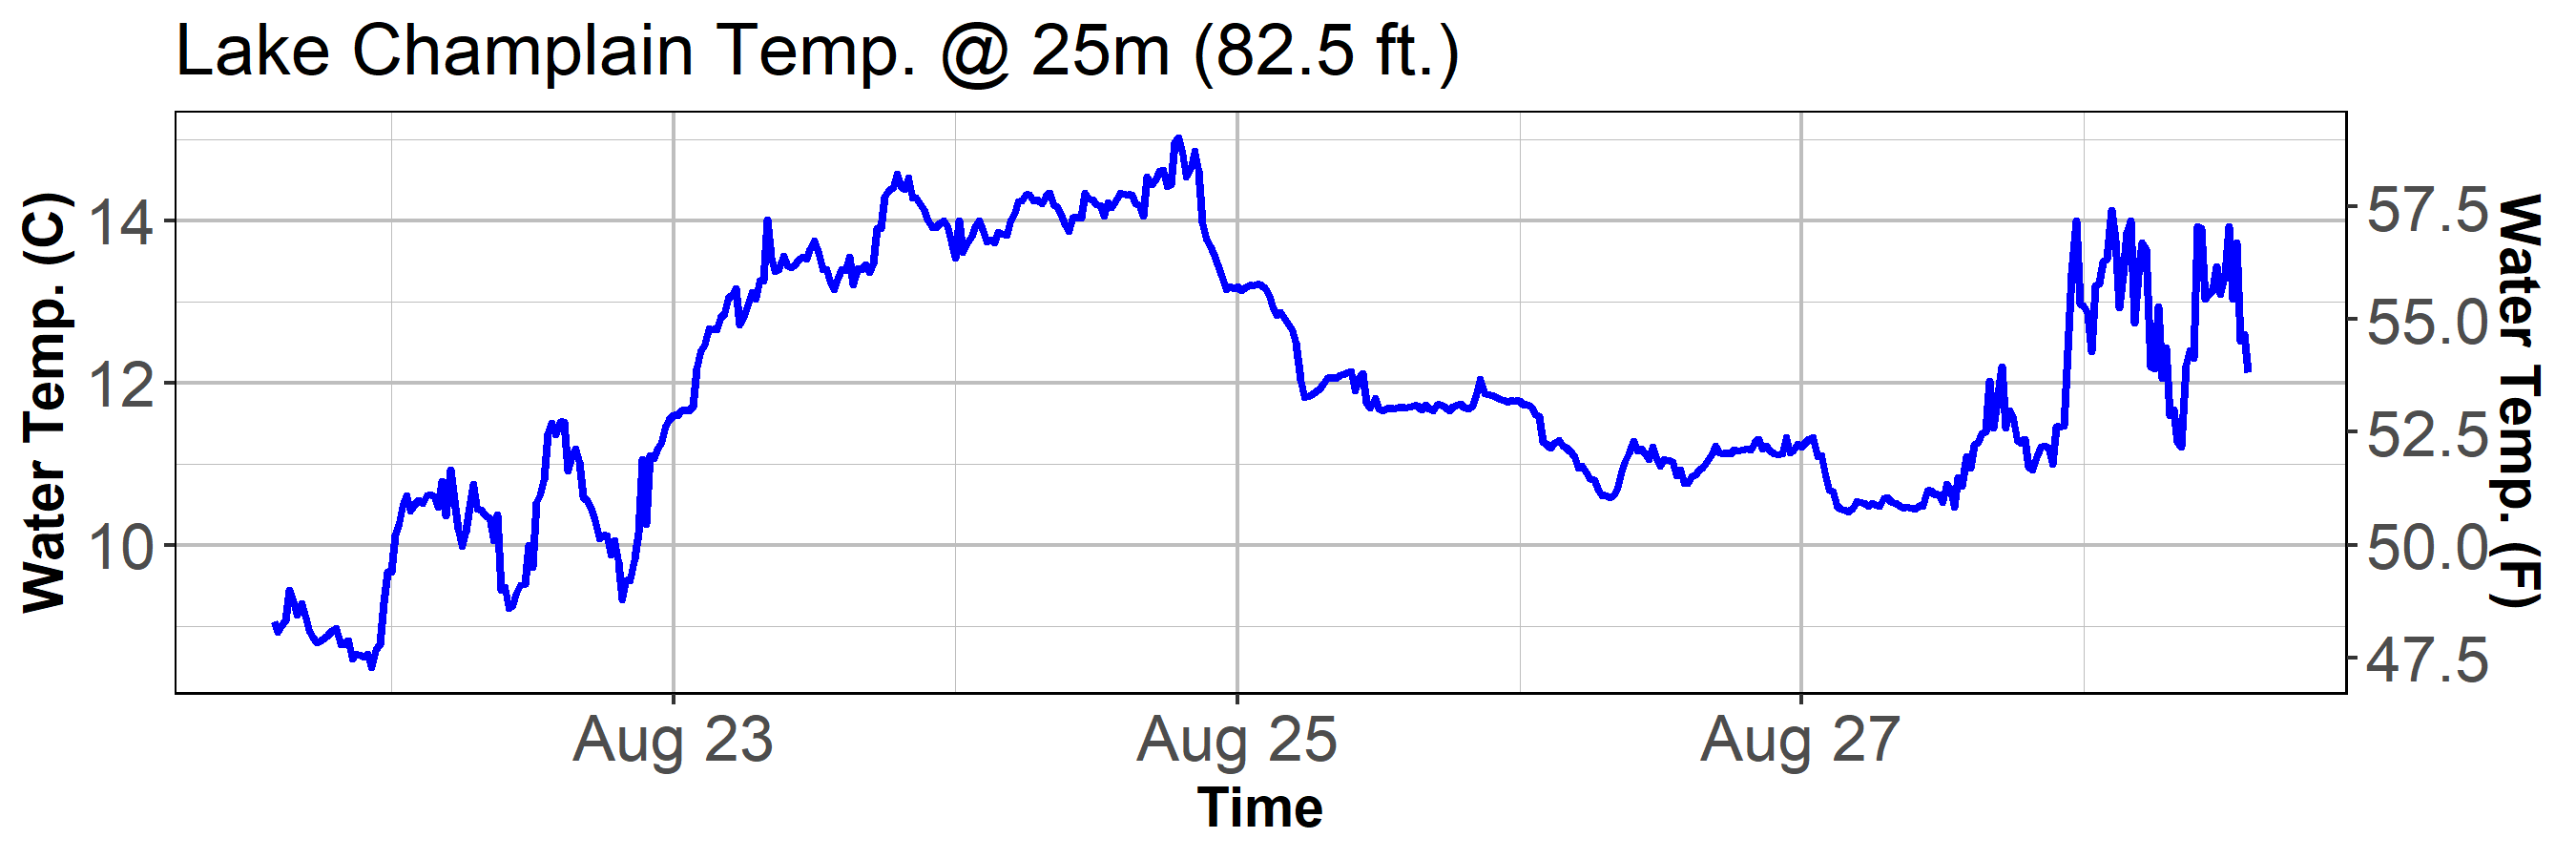 Lake Champlain Temp. @ 25m (82.5 ft.)
Water Temp. (C)
14
12
10
57.5
55.0
52.5
50.0
47.5
Water Temp. (F)
Aug 23 Aug 25 Aug 27
Time